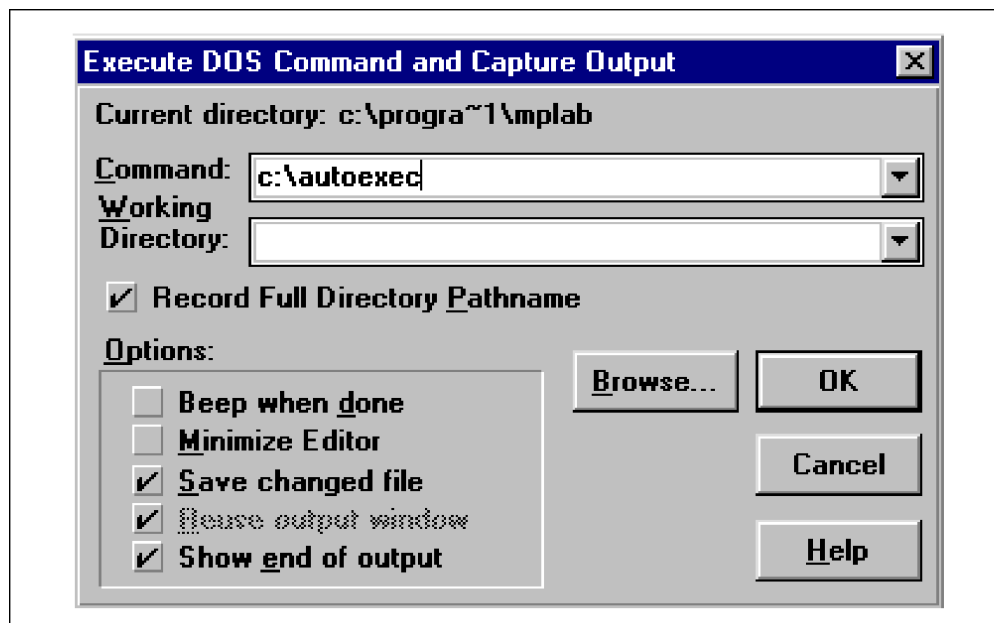 Execute DOS Command and Capture Output
Current directory: c:\progra~1\mplab
Command: c:\autoexec
Working
Directory:
Record Full Directory Pathname
Options:
Browse... OK
Beep when done
Minimize Editor
Cancel
Save changed file
Reuse output window
Show end of output
Help